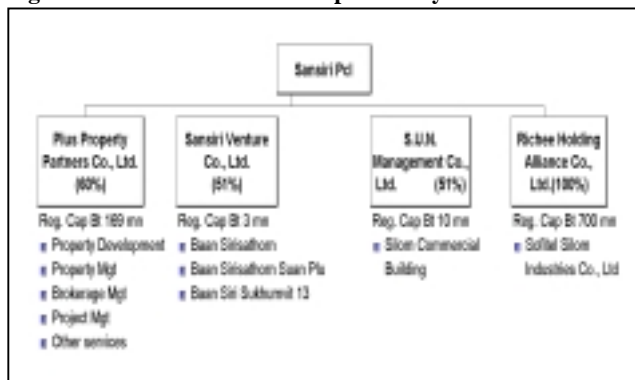 Sansiri Pcl
Plus Property
Partners Co., Ltd.
(60%)
Reg. Cap Bt 169 mn
Property Development
Property Mgt
Brokerage Mgt
Project Mgt
Other services
Sansiri Venture
Co., Ltd.
(51%)
Reg. Cap Bt 3 mn
Baan Sirisathorn
Baan Sirisathorn Suan Plu
Baan Siri Sukhumvit 13
S.U.N.
Management Co.,
Ltd. (51%)
Reg. Cap Bt 10 mn
Silom Commercial
Building
Richee Holding
Alliance Co.,
Ltd.(100%)
Reg. Cap Bt 700 mn
Sofitel Silom
Industries Co., Ltd